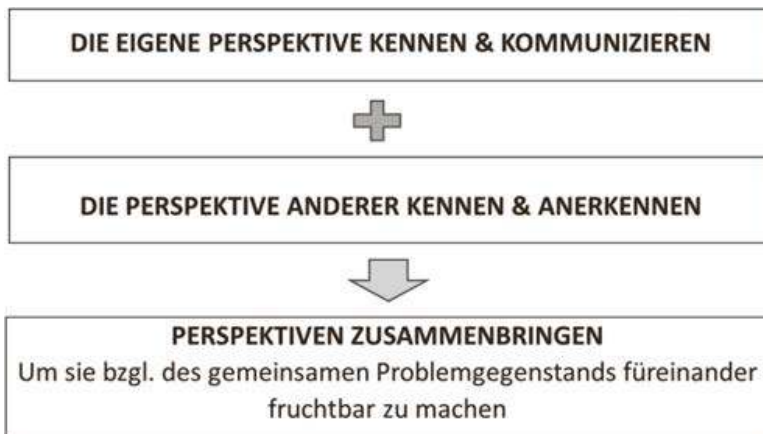 DIE EIGENE PERSPEKTIVE KENNEN & KOMMUNIZIEREN
DIE PERSPEKTIVE ANDERER KENNEN & ANERKENNEN
PERSPEKTIVEN ZUSAMMENBRINGEN
Um sie bzgl. des gemeinsamen Problemgegenstands füreinander
fruchtbar zu machen